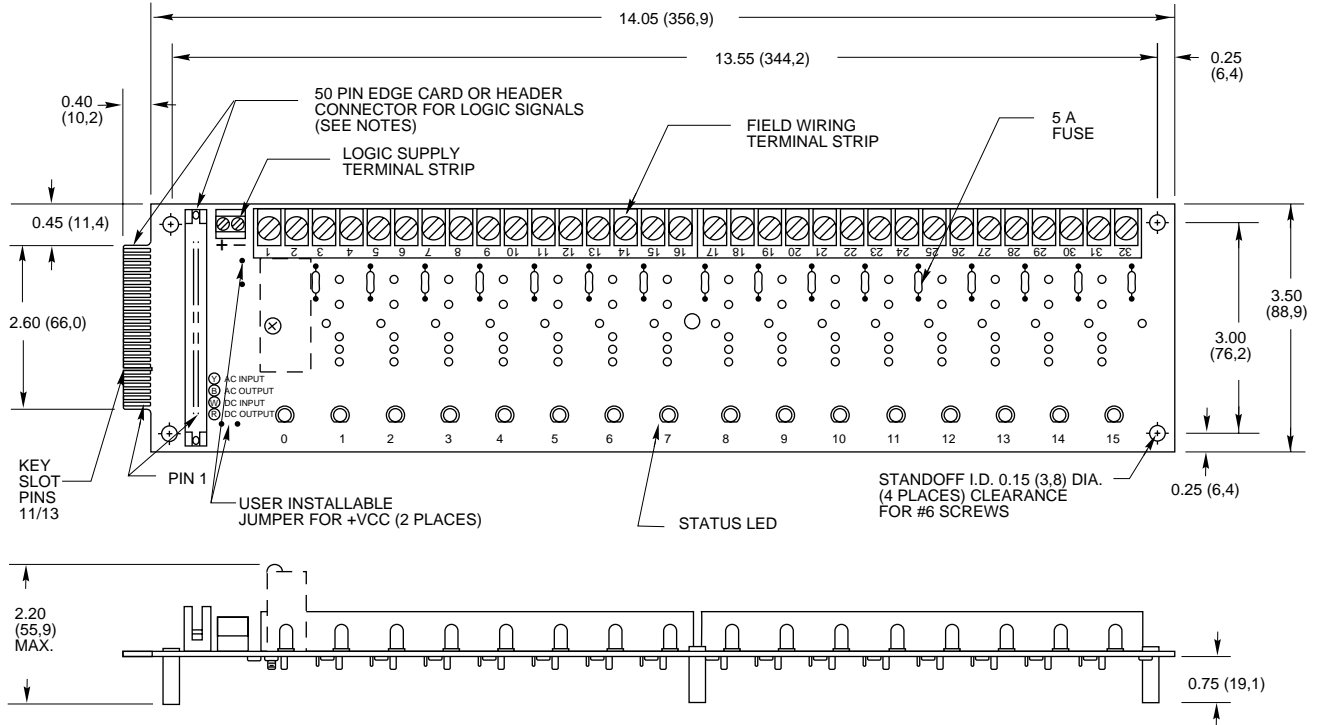 14.05 (356,9)
13.55 (344,2)
0.25
(6,4)
0.40
(10,2)
50 PIN EDGE CARD OR HEADER
CONNECTOR FOR LOGIC SIGNALS
(SEE NOTES)
LOGIC SUPPLY
TERMINAL STRIP
FIELD WIRING
TERMINAL STRIP
5 A
FUSE
0.45 (11,4)
+ –
1 2 3 4 5 6 7 8 9 10 11 12 13 14 15 16 17 18 19 20 21 22 23 24 25 26 27 28 29 30 31 32
2.60 (66,0)
3.50
(88,9)
3.00
(76,2)
Y AC INPUT
B AC OUTPUT
W DC INPUT
R DC OUTPUT
0 1 2 3 4 5 6 7 8 9 10 11 12 13 14 15
KEY
SLOT
PINS
11/13
PIN 1
USER INSTALLABLE
JUMPER FOR +VCC (2 PLACES)
STATUS LED
STANDOFF I.D. 0.15 (3,8) DIA.
(4 PLACES) CLEARANCE
FOR #6 SCREWS
0.25 (6,4)
2.20
(55,9)
MAX.
0.75 (19,1)